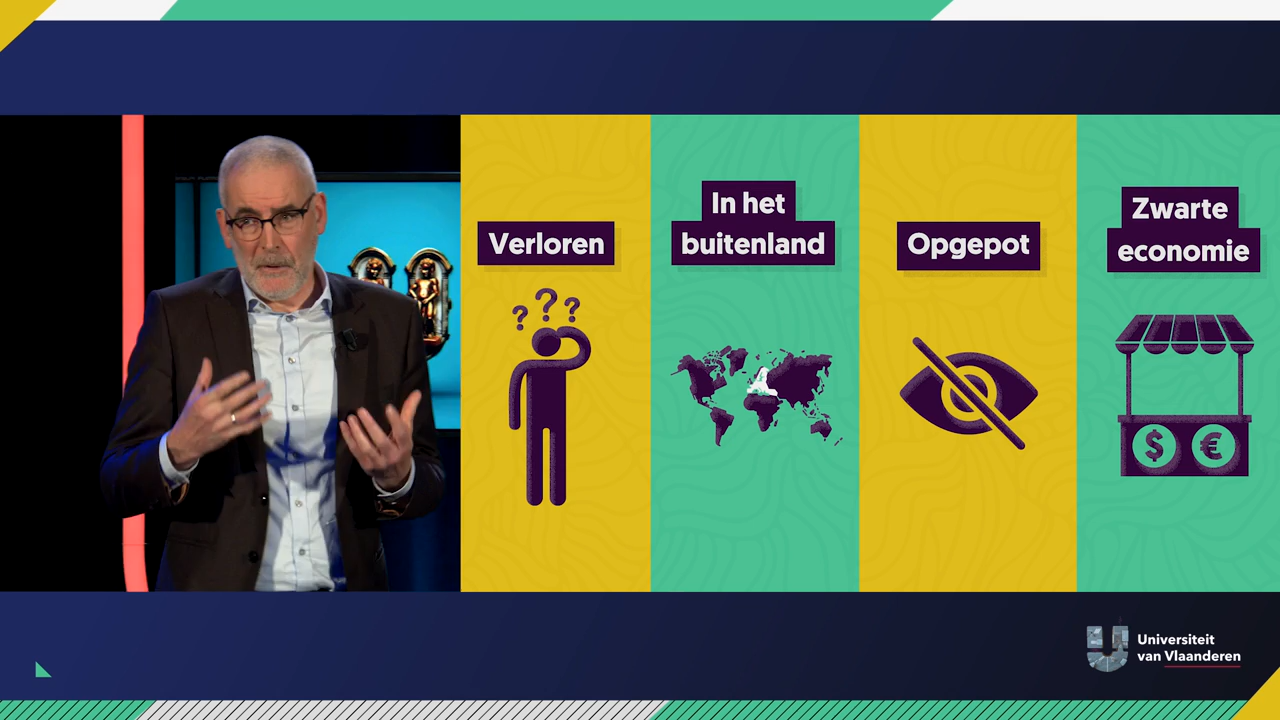 Verloren
In het
buitenland
Opgepot
Zwarte
economie
? ? ?
$ €
Universiteit
van Vlaanderen